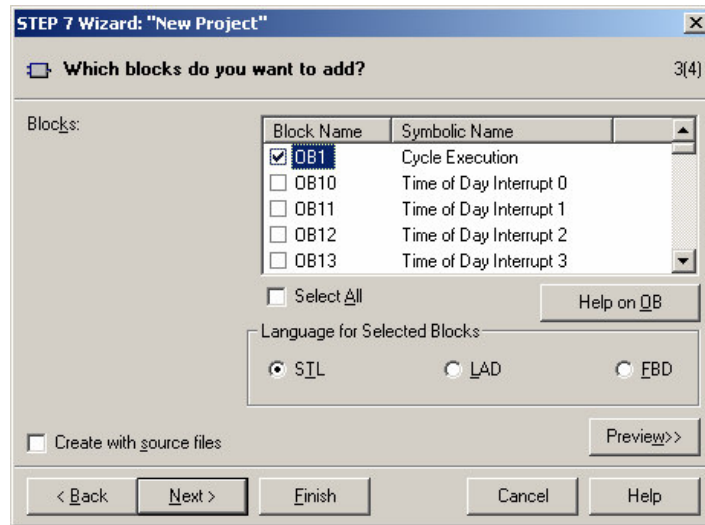 STEP 7 Wizard: "New Project"
Which blocks do you want to add? 3(4)
Blocks:
Block Name Symbolic Name
OB1 Cycle Execution
OB10 Time of Day Interrupt 0
OB11 Time of Day Interrupt 1
OB12 Time of Day Interrupt 2
OB13 Time of Day Interrupt 3
Select All
Help on OB
Language for Selected Blocks
STL LAD FBD
Create with source files
Preview>>
< Back Next > Finish Cancel Help